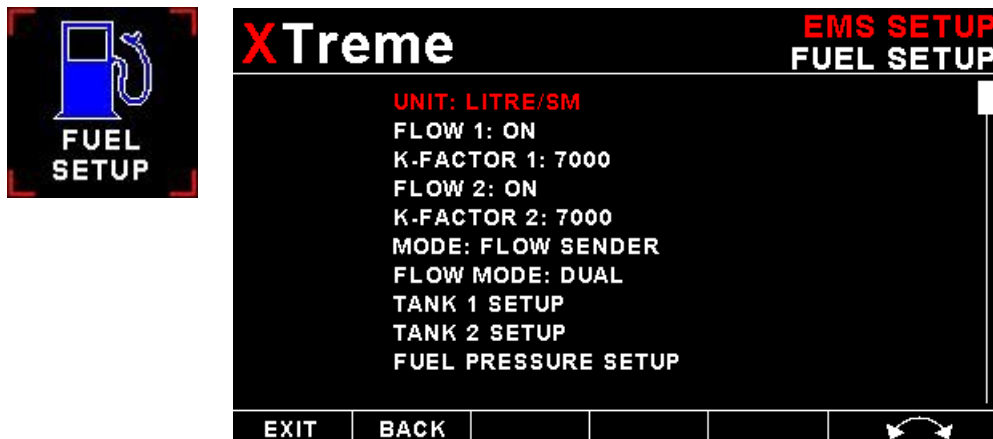 FUEL
SETUP
XTreme
EMS SETUP
FUEL SETUP
UNIT: LITRE/SM
FLOW 1: ON
K-FACTOR 1: 7000
FLOW 2: ON
K-FACTOR 2: 7000
MODE: FLOW SENDER
FLOW MODE: DUAL
TANK 1 SETUP
TANK 2 SETUP
FUEL PRESSURE SETUP
EXIT BACK